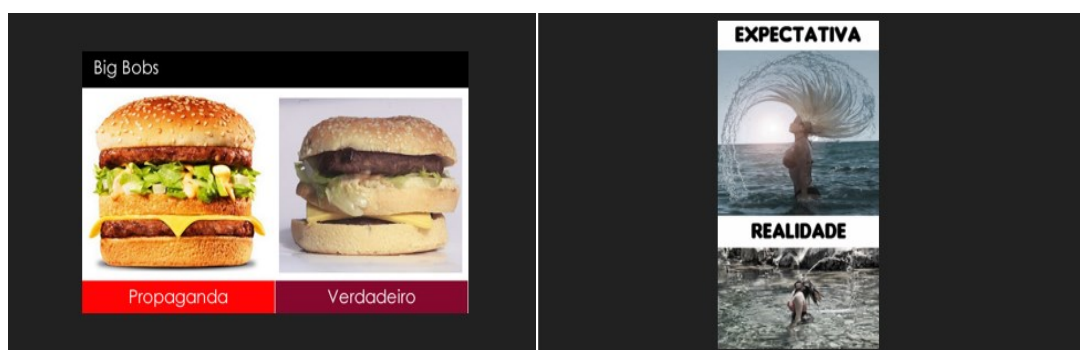 Big Bobs
Propaganda
Verdadeiro
EXPECTATIVA
REALIDADE